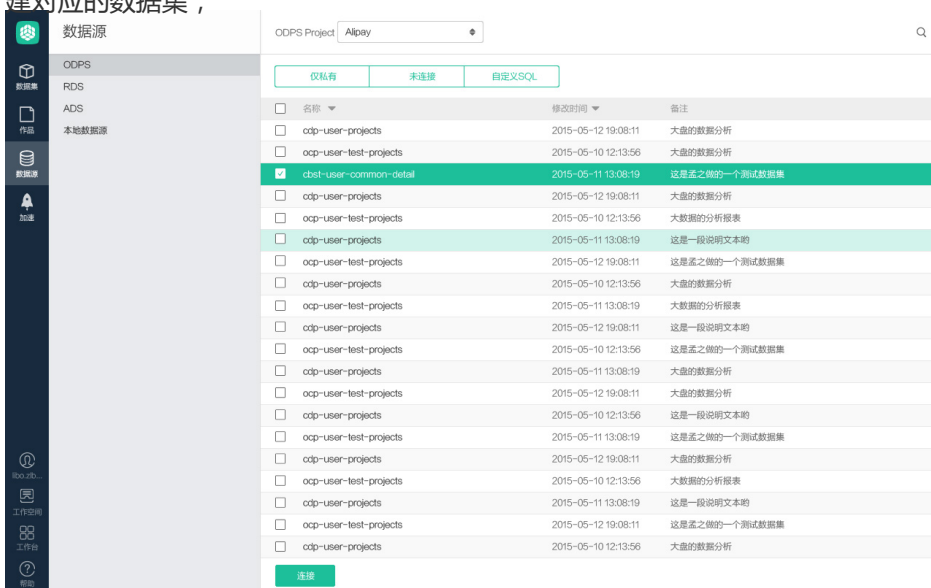 建对应的数据集，
数据源
ODPS Project Alipay
数据集
作品
数据源
加速
ODPS
RDS
ADS
本地数据源
仅私有 未连接 自定义SQL
名称 修改时间 备注
cdp-user-projects 2015-05-12 19:08:11 大盘的数据分析
ocp-user-test-projects 2015-05-10 12:13:56 大盘的数据分析
cbst-user-common-detail 2015-05-11 13:08:19 这是孟之做的一个测试数据集
cdp-user-projects 2015-05-12 19:08:11 大盘的数据分析
ocp-user-test-projects 2015-05-10 12:13:56 大数据的分析报表
cdp-user-projects 2015-05-11 13:08:19 这是一段说明文本哟
ocp-user-test-projects 2015-05-12 19:08:11 这是孟之做的一个测试数据集
cdp-user-projects 2015-05-10 12:13:56 大盘的数据分析
ocp-user-test-projects 2015-05-11 13:08:19 大数据的分析报表
cdp-user-projects 2015-05-12 19:08:11 这是一段说明文本哟
ocp-user-test-projects 2015-05-10 12:13:56 这是孟之做的一个测试数据集
cdp-user-projects 2015-05-11 13:08:19 大盘的数据分析
ocp-user-test-projects 2015-05-12 19:08:11 大盘的数据分析
cdp-user-projects 2015-05-10 12:13:56 这是一段说明文本哟
ocp-user-test-projects 2015-05-11 13:08:19 这是孟之做的一个测试数据集
cdp-user-projects 2015-05-12 19:08:11 大盘的数据分析
ocp-user-test-projects 2015-05-10 12:13:56 大数据的分析报表
cdp-user-projects 2015-05-11 13:08:19 这是一段说明文本哟
ocp-user-test-projects 2015-05-12 19:08:11 这是孟之做的一个测试数据集
cdp-user-projects 2015-05-10 12:13:56 大盘的数据分析
libo.zlb...
工作空间
工作台
帮助
连接